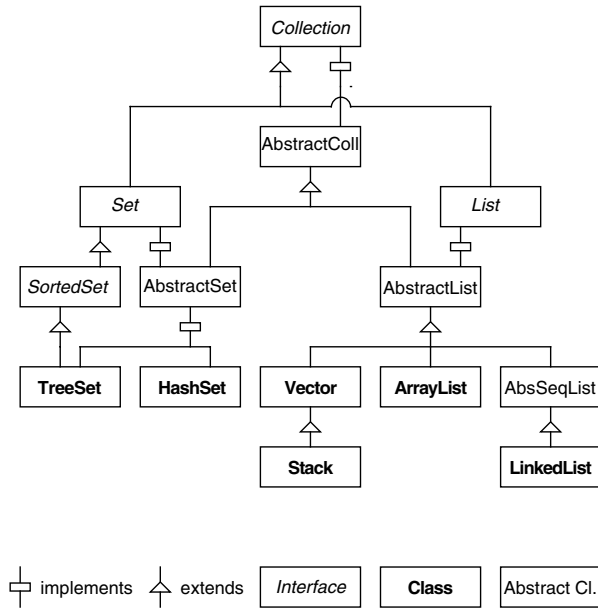 Collection
AbstractColl
Set
List
SortedSet
AbstractSet
AbstractList
TreeSet
HashSet
Vector
ArrayList
AbsSeqList
Stack
LinkedList
implements
extends
Interface
Class
Abstract Cl.